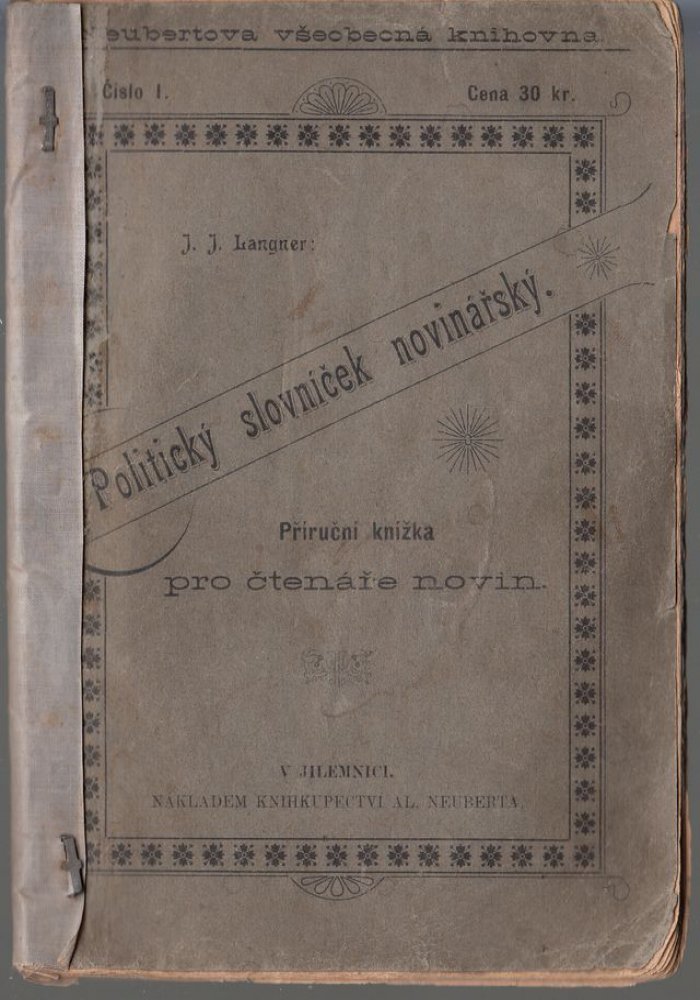 Neubertova všeobecná knihovna.
Číslo 1.
Cena 30 kr.
J. J. Langner:
Politický slovníček novinářský.
Příruční knížka
pro čtenáře novin.
V JILEMNICI.
NÁKLADEM KNIHKUPECTVÍ AL. NEUBERTA.